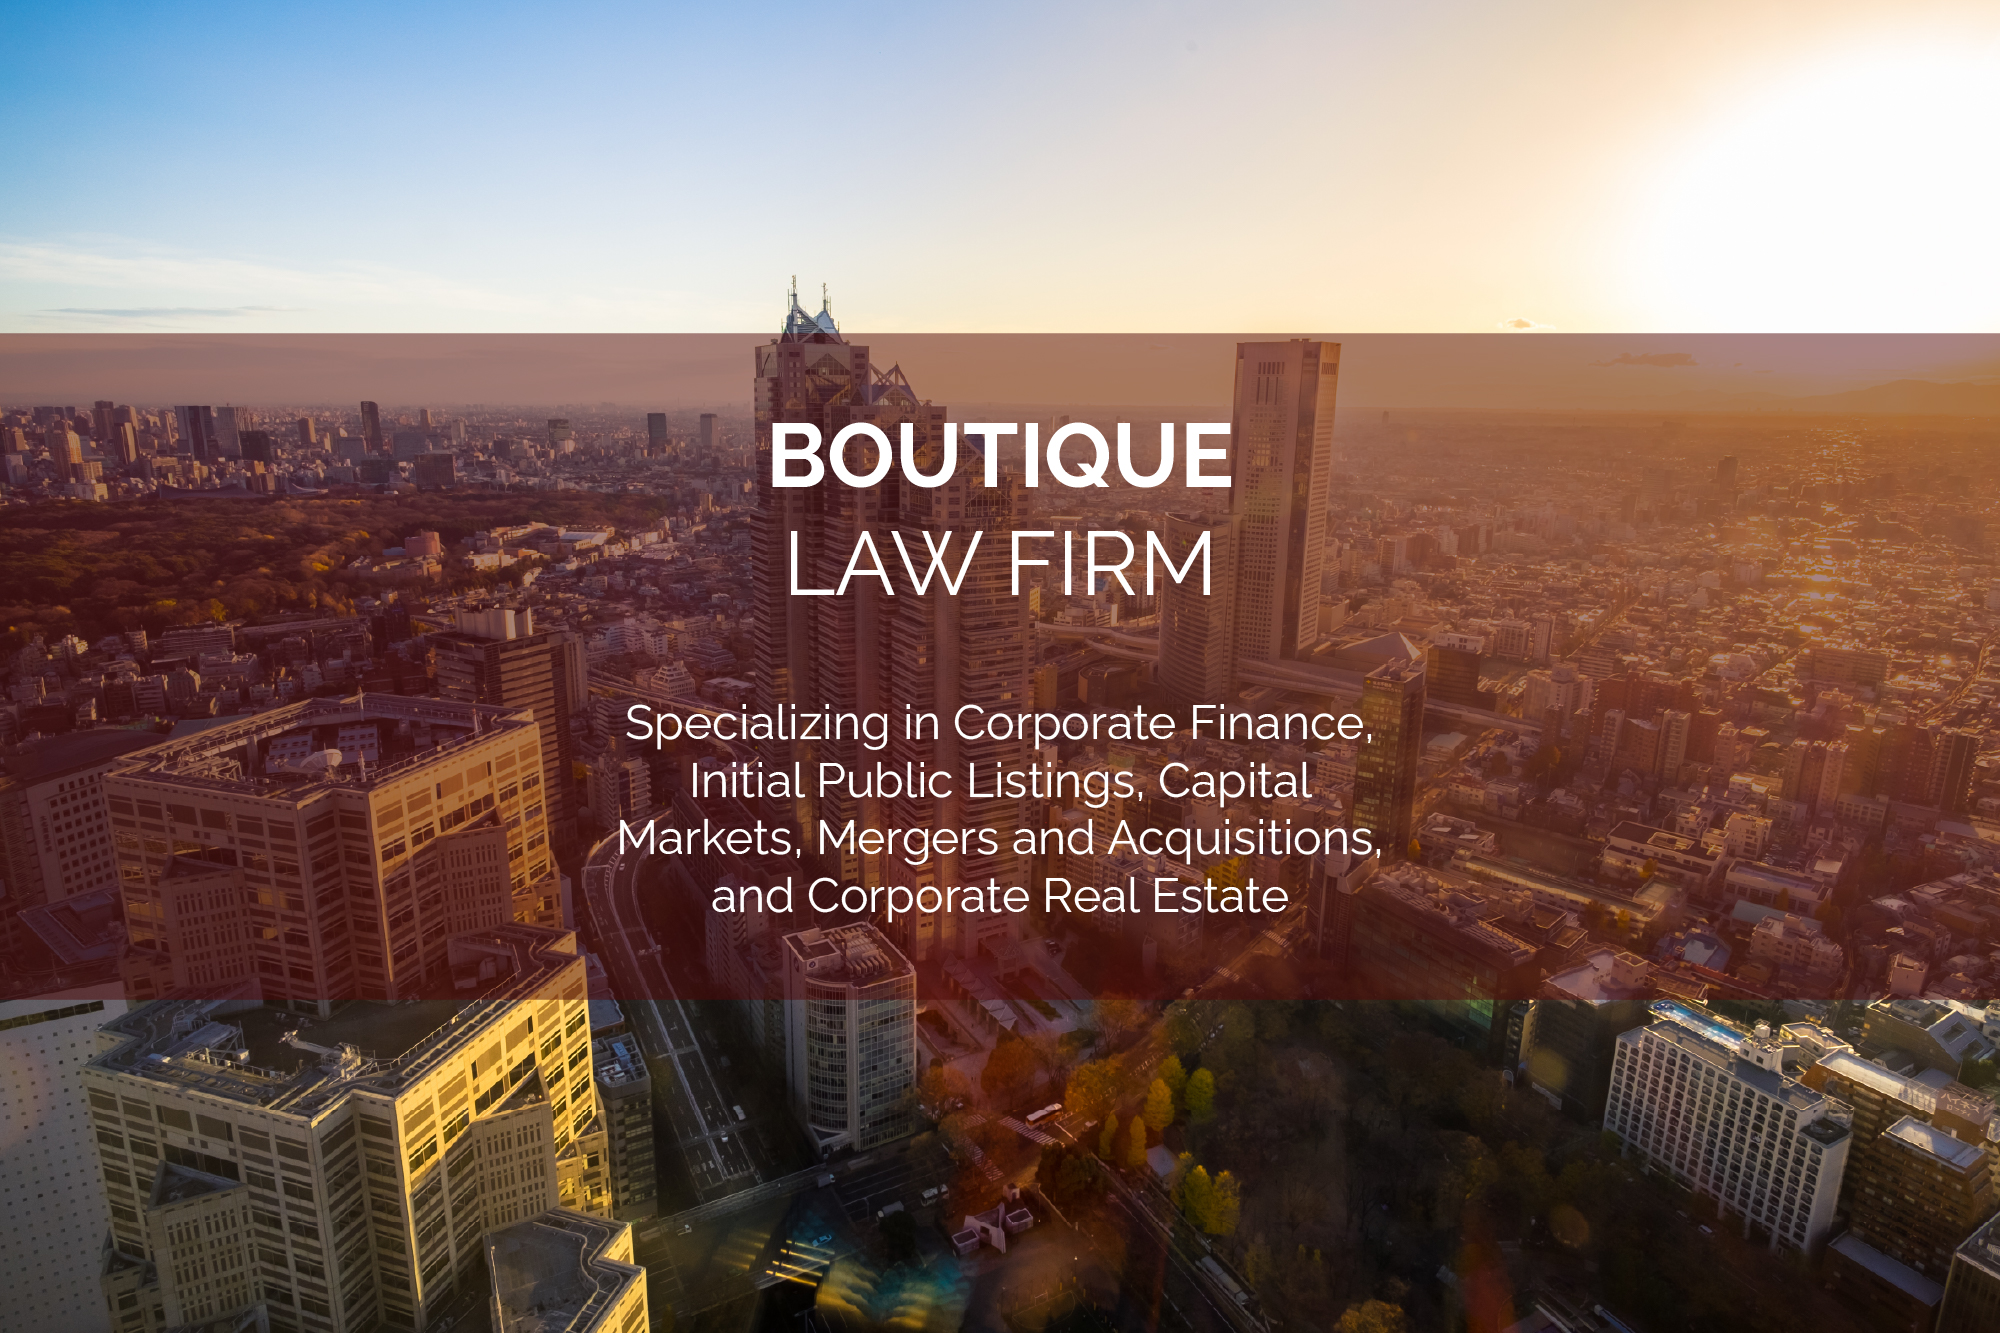 BOUTIQUE
LAW FIRM
Specializing in Corporate Finance,
Initial Public Listings, Capital
Markets, Mergers and Acquisitions,
and Corporate Real Estate